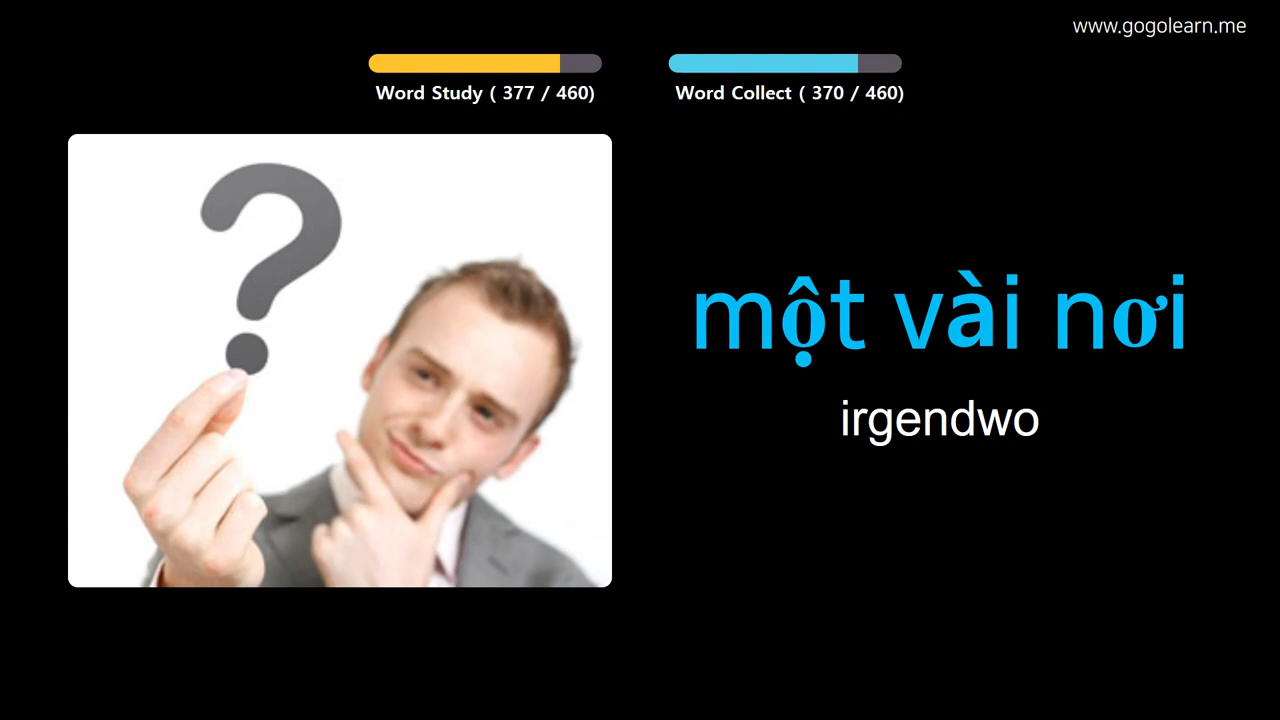 www.gogolearn.me
Word Study ( 377 / 460)
Word Collect ( 370 / 460)
một vài nơi
irgendwo